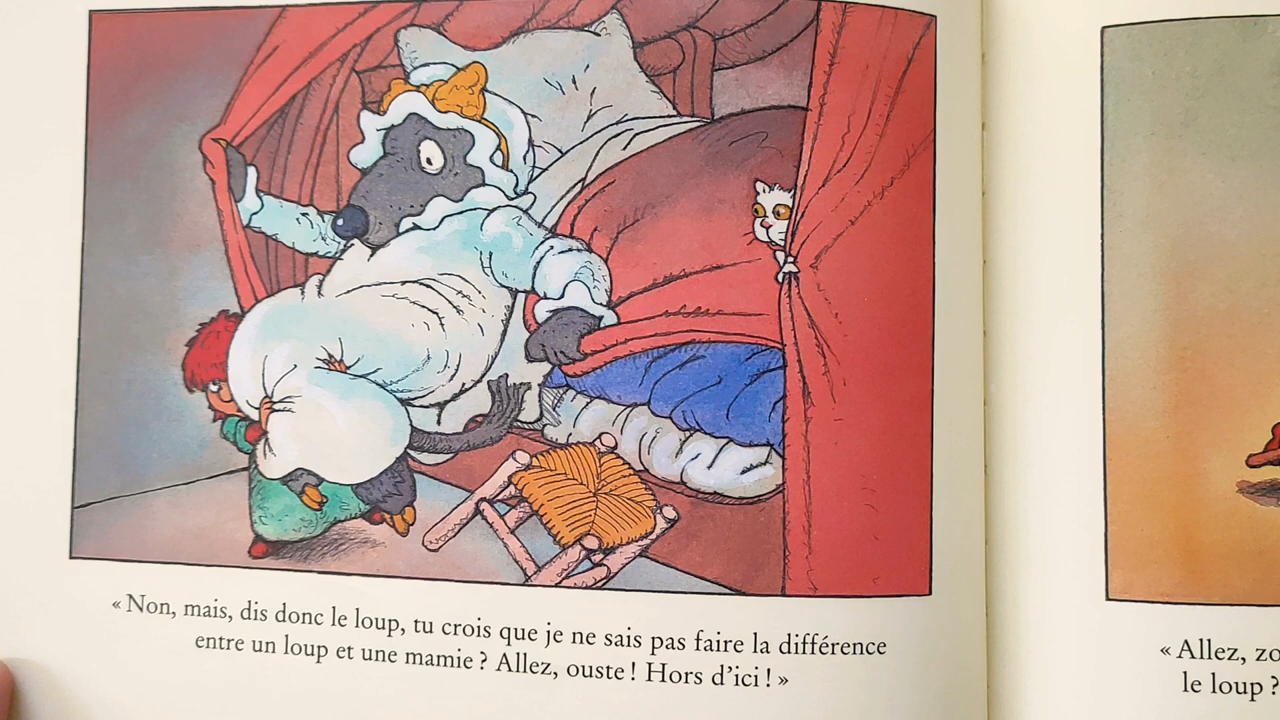 « Non, mais, dis donc le loup, tu crois que je ne sais pas faire la différence
entre un loup et une mamie ? Allez, ouste ! Hors d’ici ! »
« Allez,
le loup ?